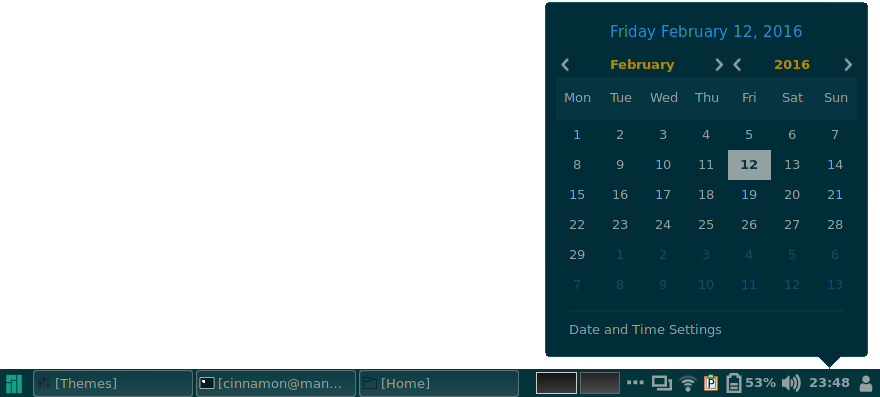 Friday February 12, 2016
February 2016
Mon Tue Wed Thu Fri Sat Sun
1 2 3 4 5 6 7
8 9 10 11 12 13 14
15 16 17 18 19 20 21
22 23 24 25 26 27 28
29 1 2 3 4 5 6
7 8 9 10 11 12 13
Date and Time Settings
[Themes] [cinnamon@man... [Home] P 53% 23:48